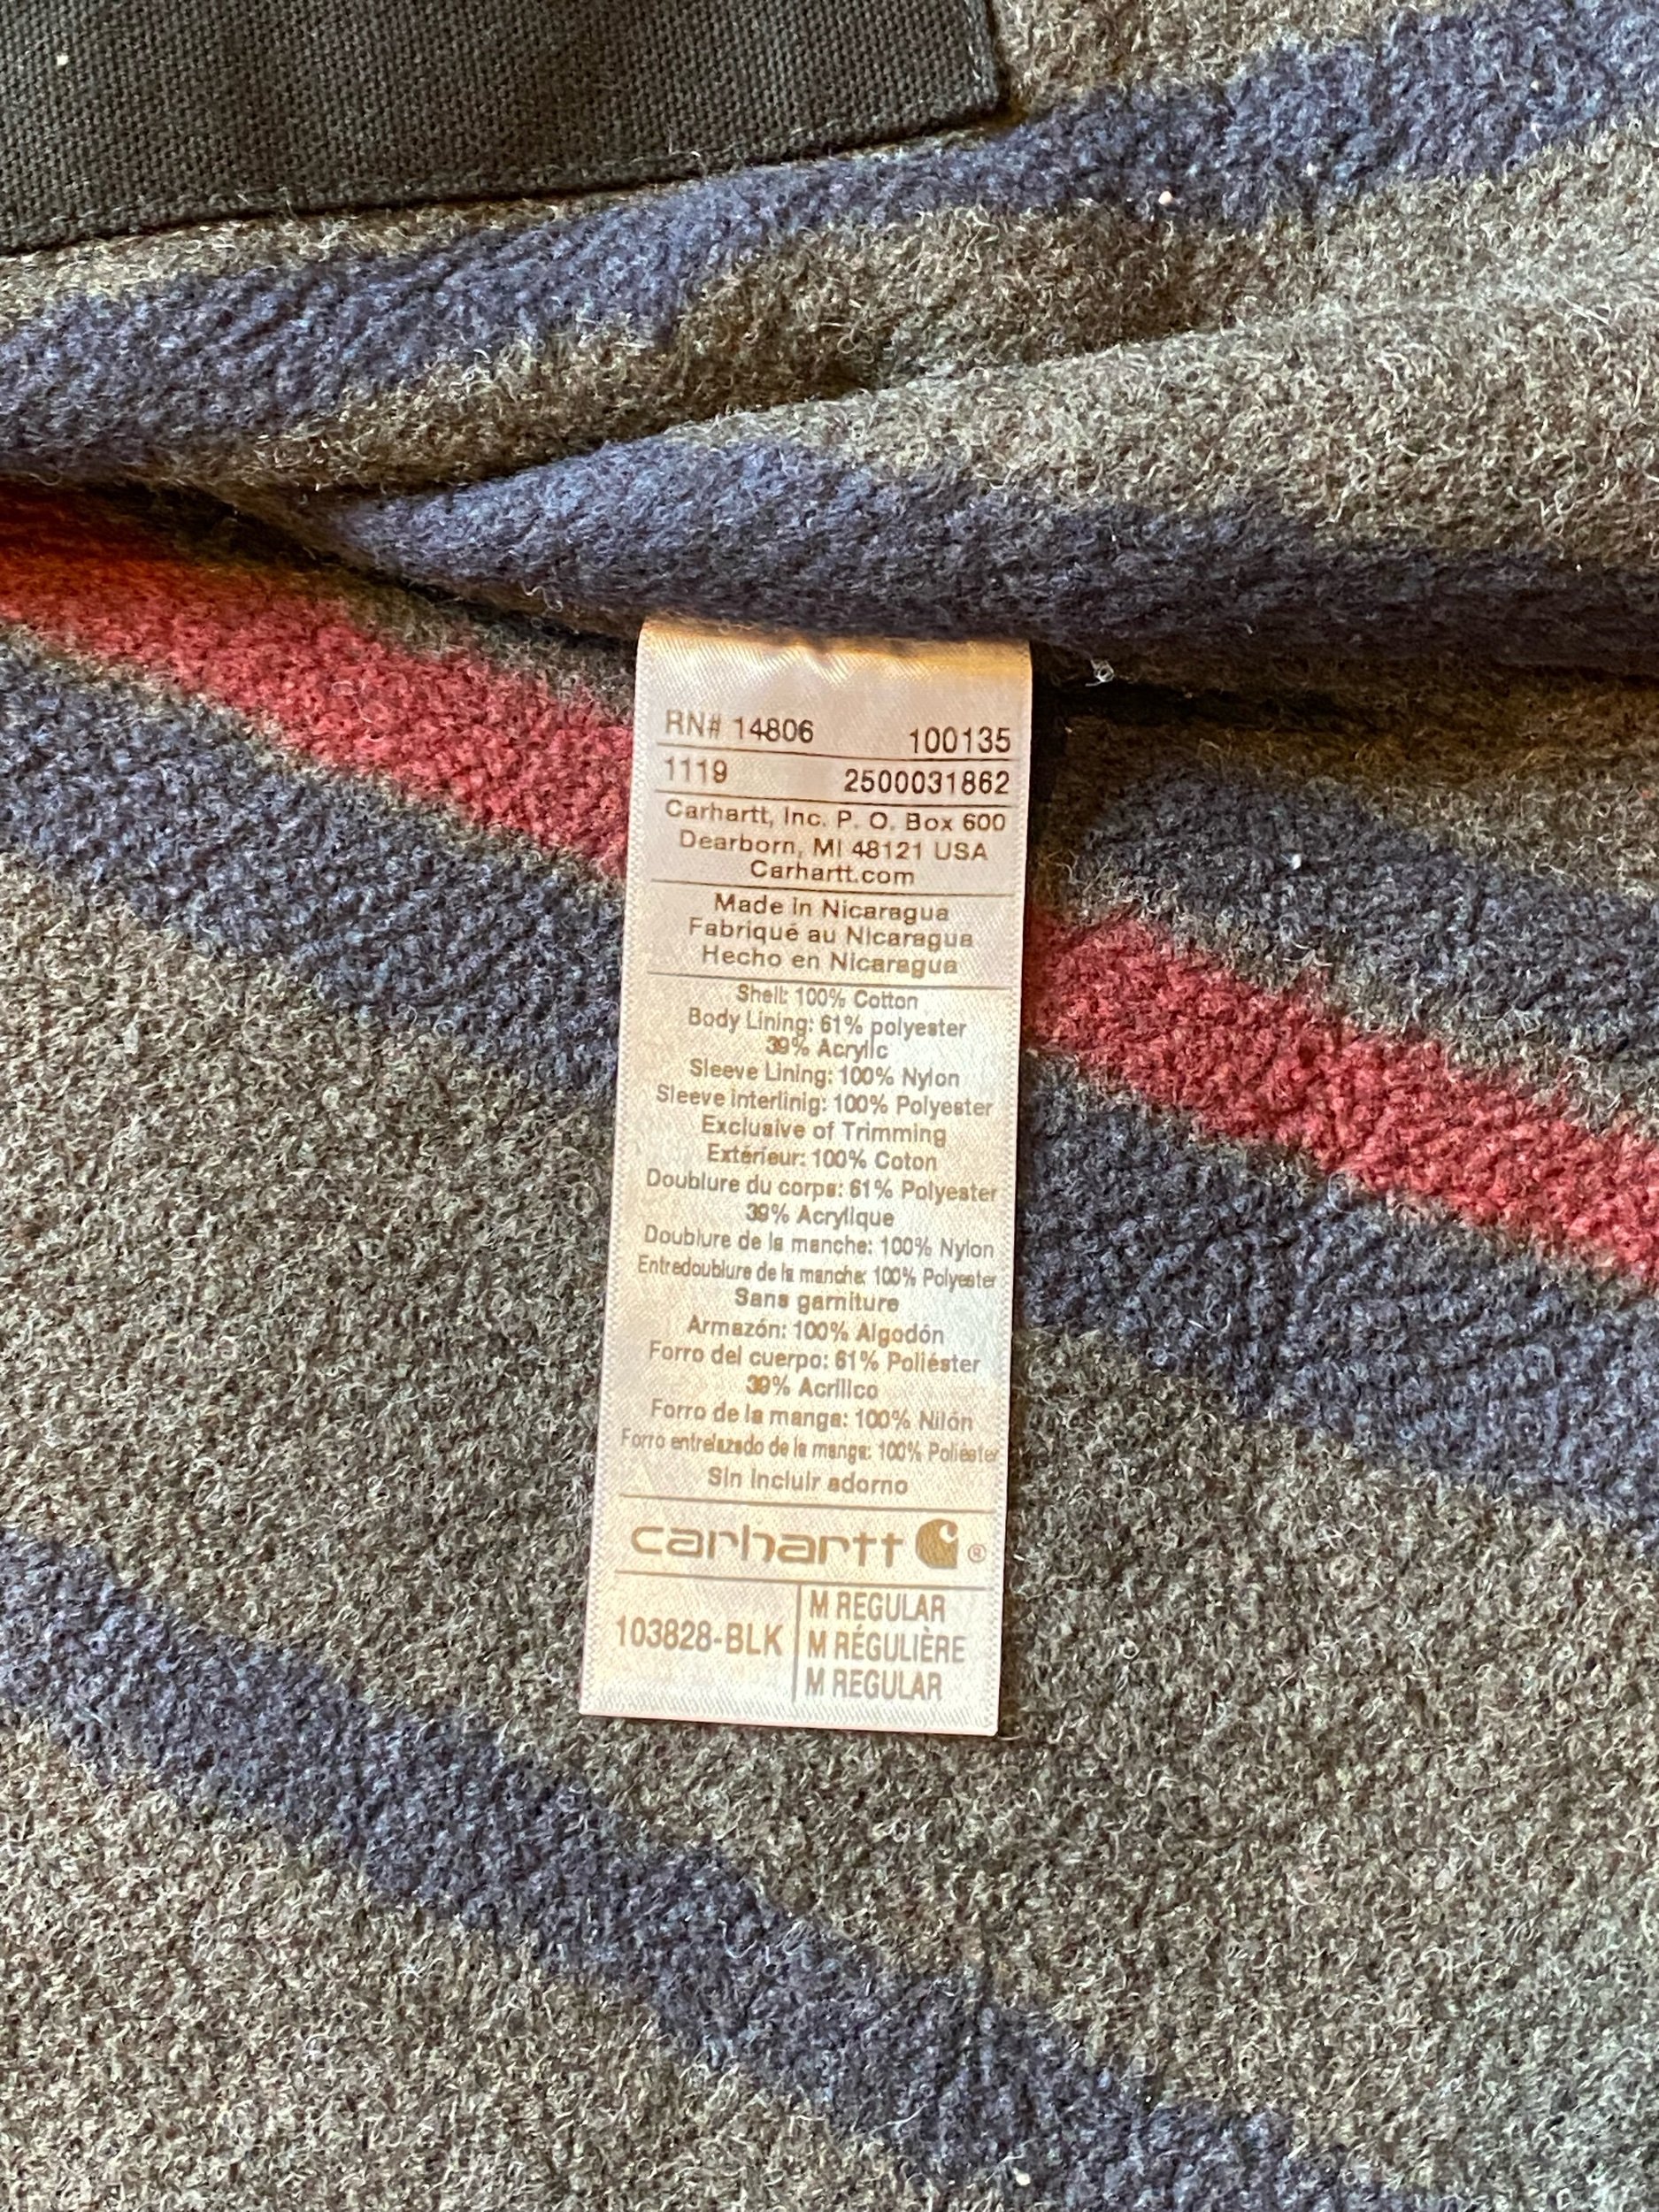 RN# 14806 100135
1119 2500031862
Carhartt, Inc. P. O. Box 600
Dearborn, MI 48121 USA
Carhartt.com
Made in Nicaragua
Fabriqué au Nicaragua
Hecho en Nicaragua
Shell: 100% Cotton
Body Lining: 61% polyester
39% Acrylic
Sleeve Lining: 100% Nylon
Sleeve interlinig: 100% Polyester
Exclusive of Trimming
Extérieur: 100% Coton
Doublure du corps: 61% Polyester
39% Acrylique
Doublure de la manche: 100% Nylon
Entredoublure de la manche: 100% Polyester
Sans garniture
Armazón: 100% Algodón
Forro del cuerpo: 61% Poliéster
39% Acrílico
Forro de la manga: 100% Nilón
Forro entrelazado de la manga: 100% Poliéster
Sin incluir adorno
carhartt ®
103828-BLK
M REGULAR
M RÉGULIÈRE
M REGULAR